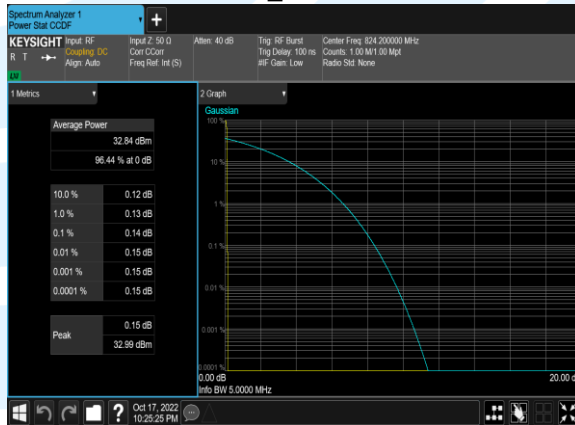 Spectrum Analyzer 1
Power Stat CCDF
+
KEYSIGHT
R T
LXI
Input: RF
Coupling: DC
Align: Auto
Input Z: 50 Ω
Corr CCorr
Freq Ref: Int (S)
Atten: 40 dB
Trig: RF Burst
Trig Delay: 100 ns
#IF Gain: Low
Center Freq: 824.200000 MHz
Counts: 1.00 M/1.00 Mpt
Radio Std: None
1 Metrics
Average Power
32.84 dBm
96.44 % at 0 dB
10.0 % 0.12 dB
1.0 % 0.13 dB
0.1 % 0.14 dB
0.01 % 0.15 dB
0.001 % 0.15 dB
0.0001 % 0.15 dB
Peak
0.15 dB
32.99 dBm
2 Graph
Gaussian
100 %
10 %
1 %
0.1 %
0.01 %
0.001 %
0.0001 %
0.00 dB
20.00 d
Info BW 5.0000 MHz
?
Oct 17, 2022
10:25:25 PM